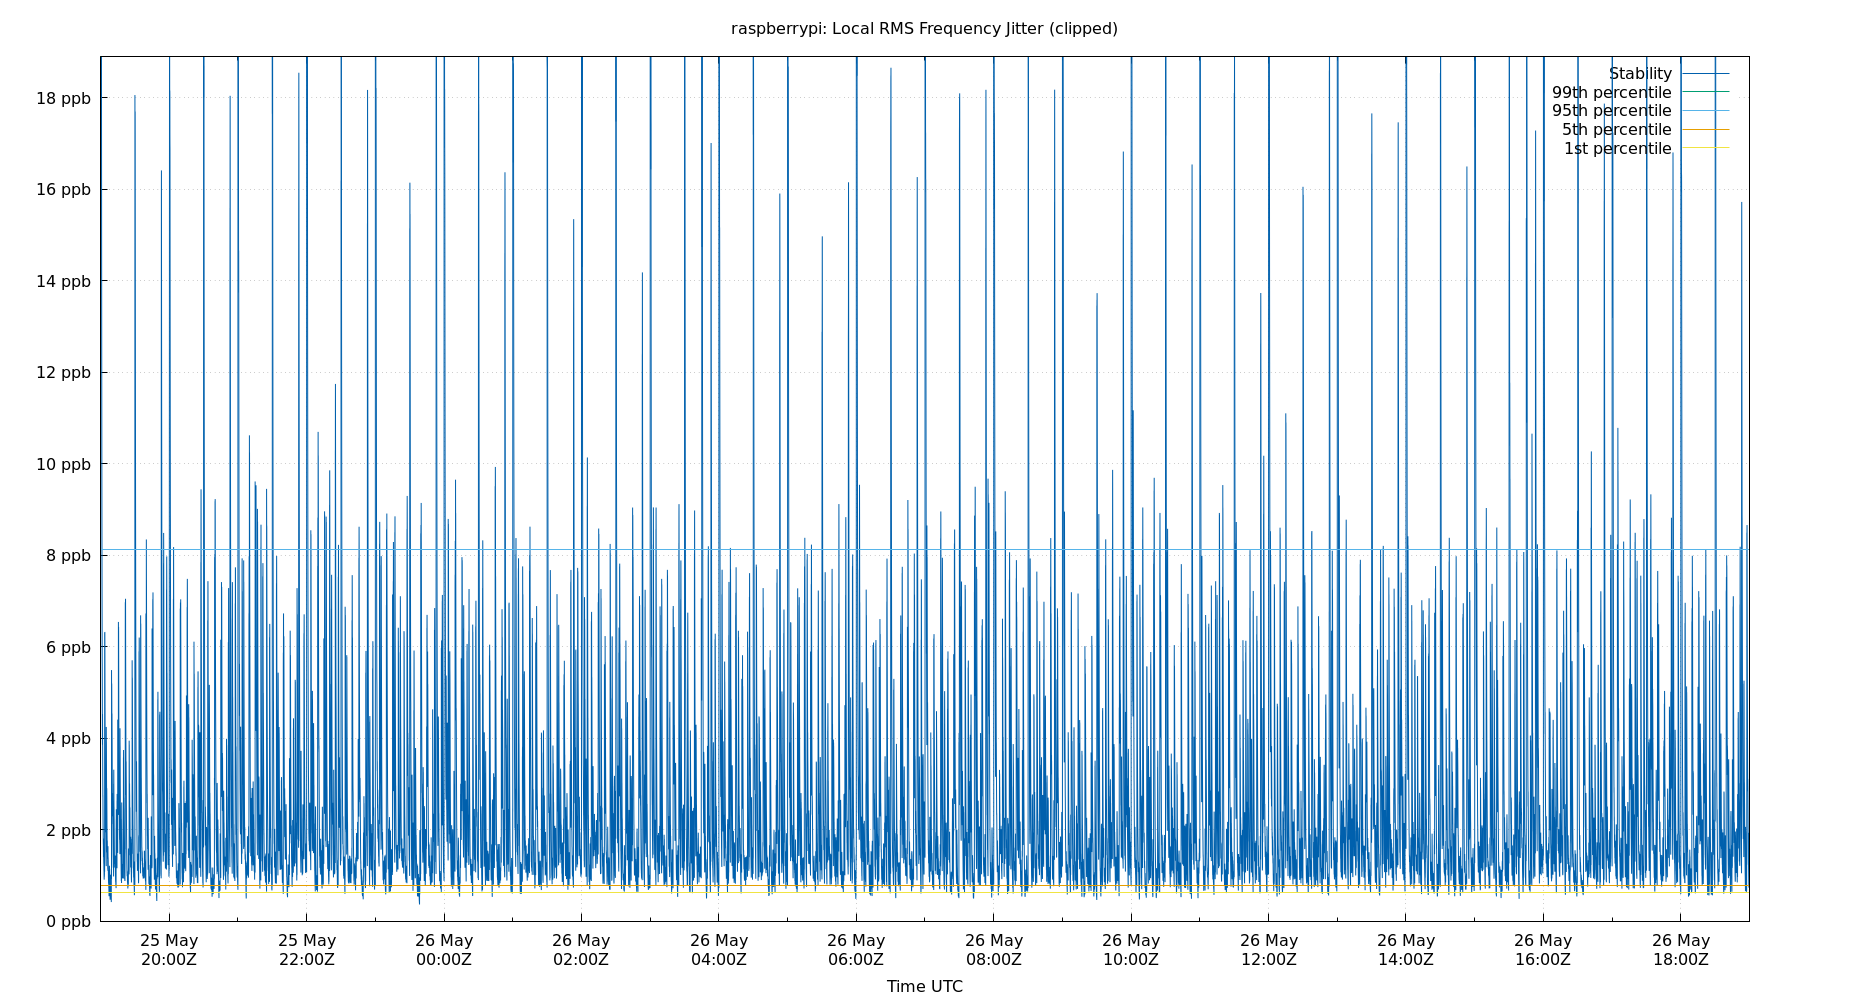 raspberrypi: Local RMS Frequency Jitter (clipped)
Stability
99th percentile
95th percentile
5th percentile
1st percentile
18 ppb
16 ppb
14 ppb
12 ppb
10 ppb
8 ppb
6 ppb
4 ppb
2 ppb
0 ppb
25 May 25 May 26 May 26 May 26 May 26 May 26 May 26 May 26 May 26 May 26 May 26 May
20:00Z 22:00Z 00:00Z 02:00Z 04:00Z 06:00Z 08:00Z 10:00Z 12:00Z 14:00Z 16:00Z 18:00Z
Time UTC